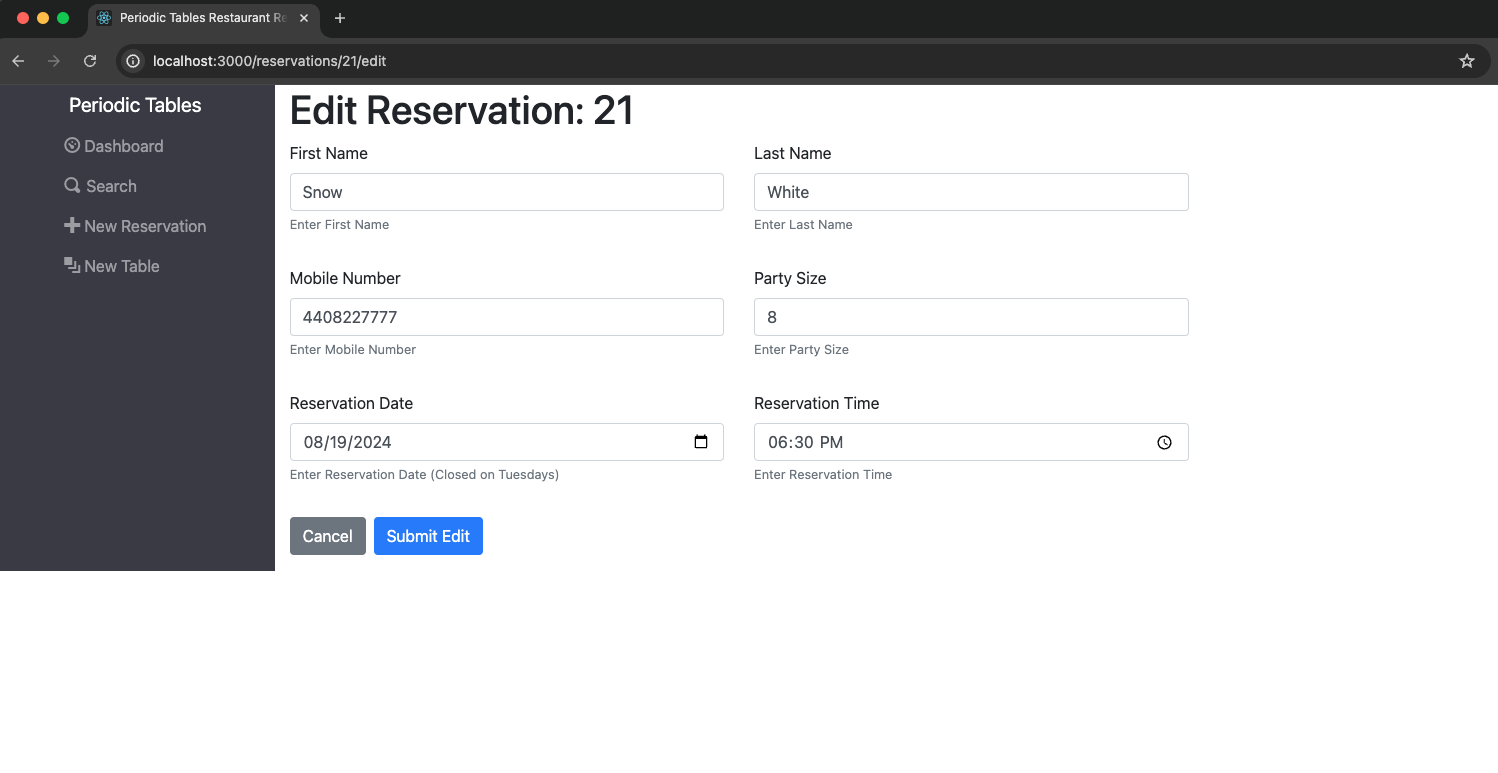 Periodic Tables Restaurant Re
localhost:3000/reservations/21/edit
Periodic Tables
Dashboard
Search
New Reservation
New Table
Edit Reservation: 21
First Name
Last Name
Snow
White
Enter First Name
Enter Last Name
Mobile Number
Party Size
4408227777
8
Enter Mobile Number
Enter Party Size
Reservation Date
Reservation Time
08/19/2024
06:30 PM
Enter Reservation Date (Closed on Tuesdays)
Enter Reservation Time
Cancel
Submit Edit